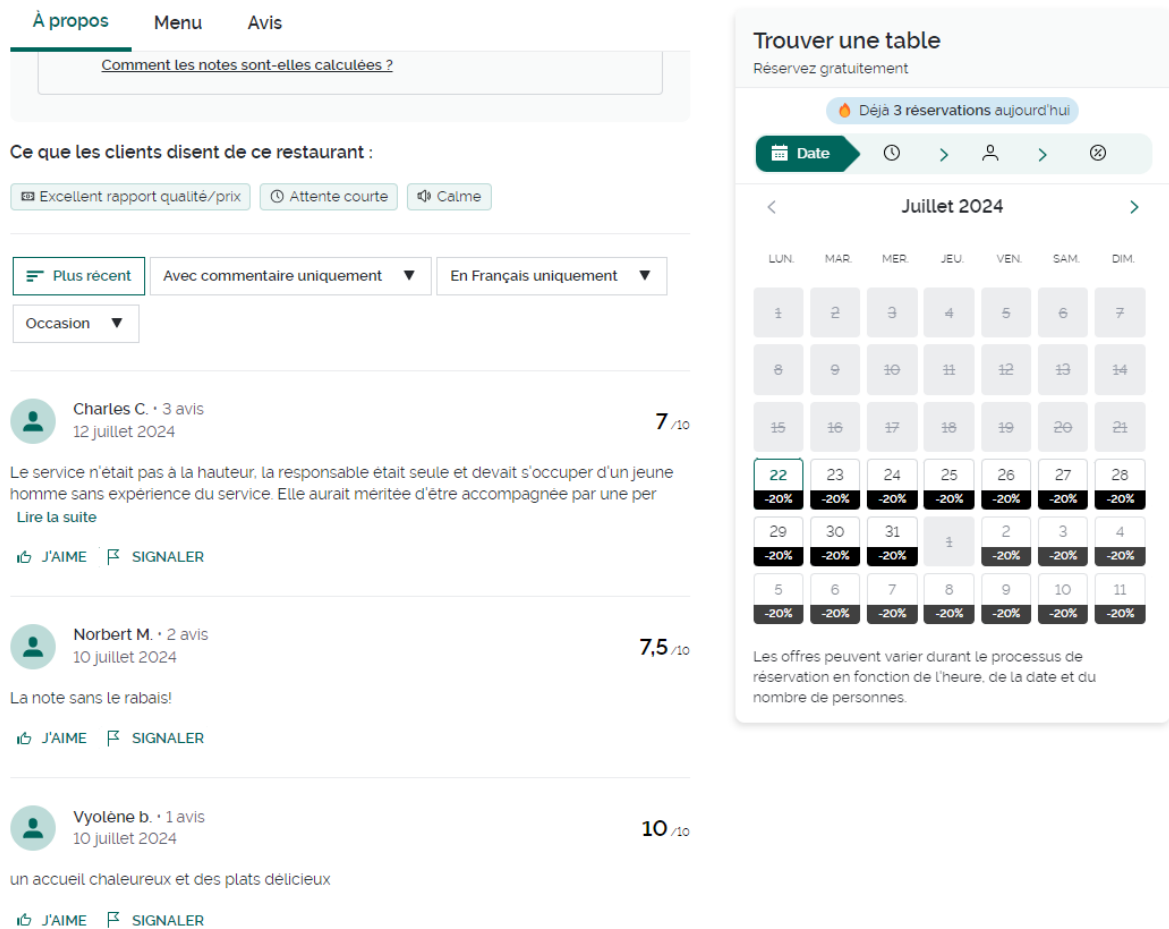 À propos Menu Avis
Comment les notes sont-elles calculées ?
Ce que les clients disent de ce restaurant :
Excellent rapport qualité/prix Attente courte Calme
Plus récent Avec commentaire uniquement ▼ En Français uniquement ▼
Occasion ▼
Charles C. • 3 avis
12 juillet 2024
7 /10
Le service n'était pas à la hauteur, la responsable était seule et devait s'occuper d'un jeune
homme sans expérience du service. Elle aurait méritée d'être accompagnée par une per
Lire la suite
J'AIME SIGNALER
Norbert M. • 2 avis
10 juillet 2024
7,5 /10
La note sans le rabais!
J'AIME SIGNALER
Vyolène b. • 1 avis
10 juillet 2024
10 /10
un accueil chaleureux et des plats délicieux
J'AIME SIGNALER
Trouver une table
Réservez gratuitement
Déjà 3 réservations aujourd'hui
Date > >
< Juillet 2024 >
LUN. MAR. MER. JEU. VEN. SAM. DIM.
1 2 3 4 5 6 7
8 9 10 11 12 13 14
15 16 17 18 19 20 21
22 23 24 25 26 27 28
-20% -20% -20% -20% -20% -20% -20%
29 30 31 1 2 3 4
-20% -20% -20% -20% -20% -20%
5 6 7 8 9 10 11
-20% -20% -20% -20% -20% -20% -20%
Les offres peuvent varier durant le processus de
réservation en fonction de l'heure, de la date et du
nombre de personnes.